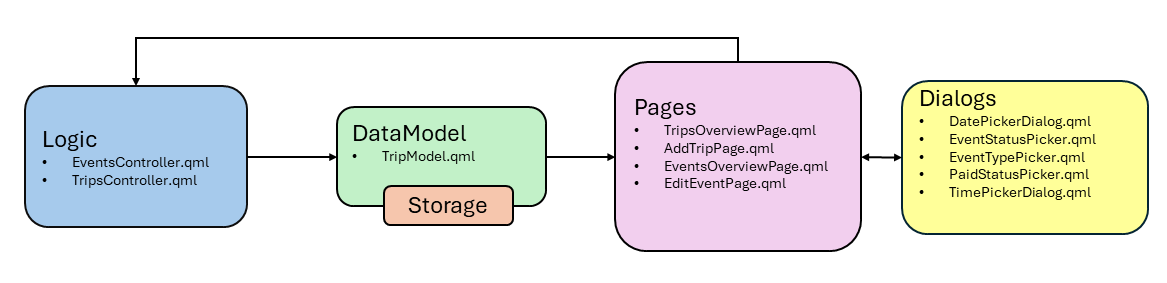 Logic
• EventsController.qml
• TripsController.qml
DataModel
• TripModel.qml
Storage
Pages
• TripsOverviewPage.qml
• AddTripPage.qml
• EventsOverviewPage.qml
• EditEventPage.qml
Dialogs
• DatePickerDialog.qml
• EventStatusPicker.qml
• EventTypePicker.qml
• PaidStatusPicker.qml
• TimePickerDialog.qml